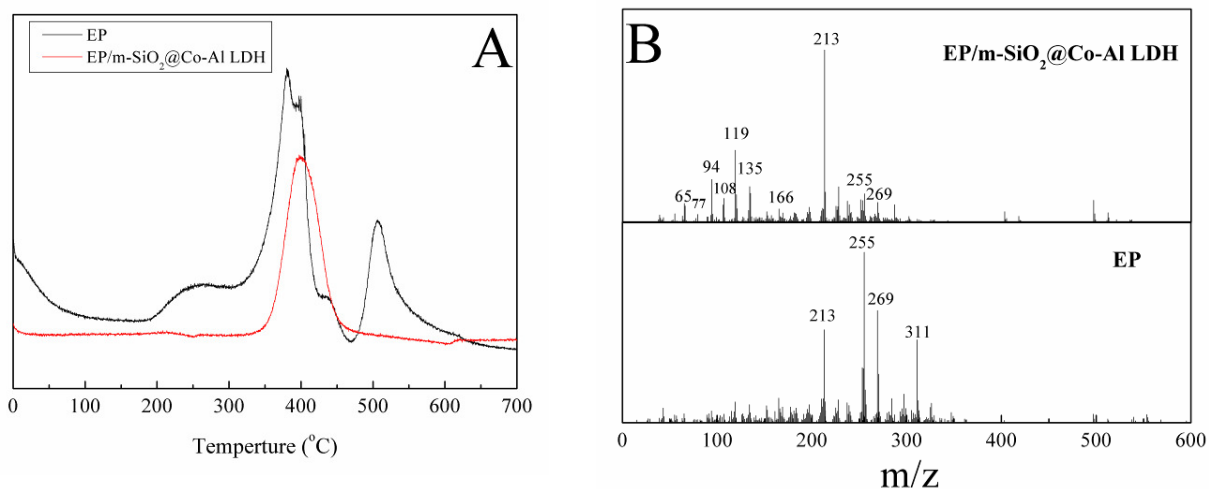 A
EP
EP/m-SiO₂@Co-Al LDH
0 100 200 300 400 500 600 700
Temperture (°C)
B
EP/m-SiO₂@Co-Al LDH
213
119
94
135
108
65
77
166
255
269
EP
255
269
213
311
0 100 200 300 400 500 600
m/z